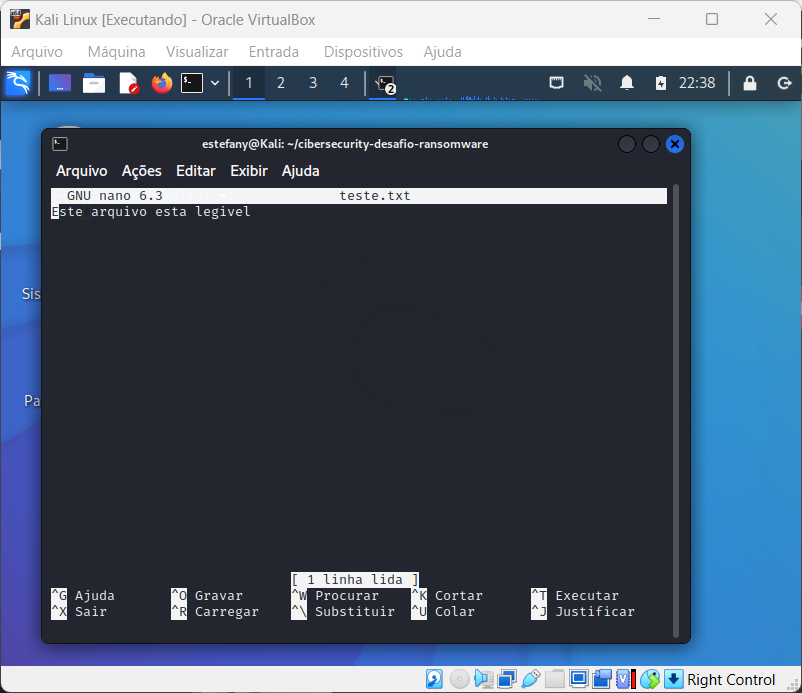 Kali Linux [Executando] - Oracle VirtualBox
Arquivo Máquina Visualizar Entrada Dispositivos Ajuda
1 2 3 4 2 22:38
estefany@Kali: ~/cibersecurity-desafio-ransomware
Arquivo Ações Editar Exibir Ajuda
GNU nano 6.3 teste.txt
Este arquivo esta legivel
Sis
Pa
[ 1 linha lida ]
^G Ajuda ^O Gravar ^W Procurar ^K Cortar ^T Executar
^X Sair ^R Carregar ^\ Substituir ^U Colar ^J Justificar
Right Control